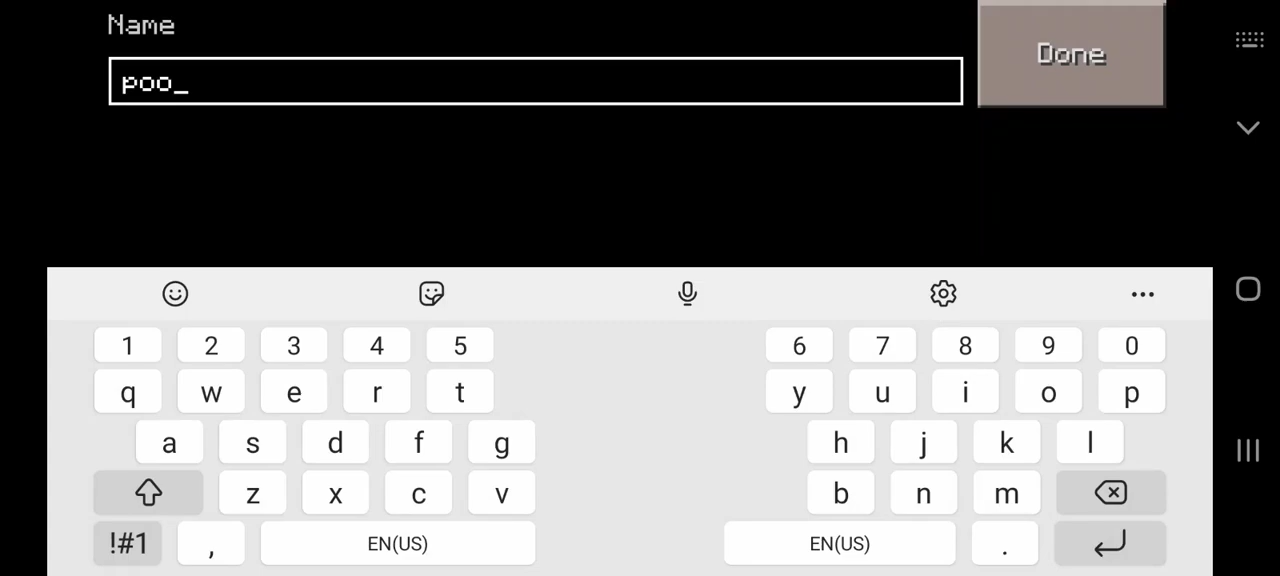 Name
poo_
Done
1 2 3 4 5 6 7 8 9 0
q w e r t y u i o p
a s d f g h j k l
z x c v b n m
!#1 , EN(US) EN(US) .